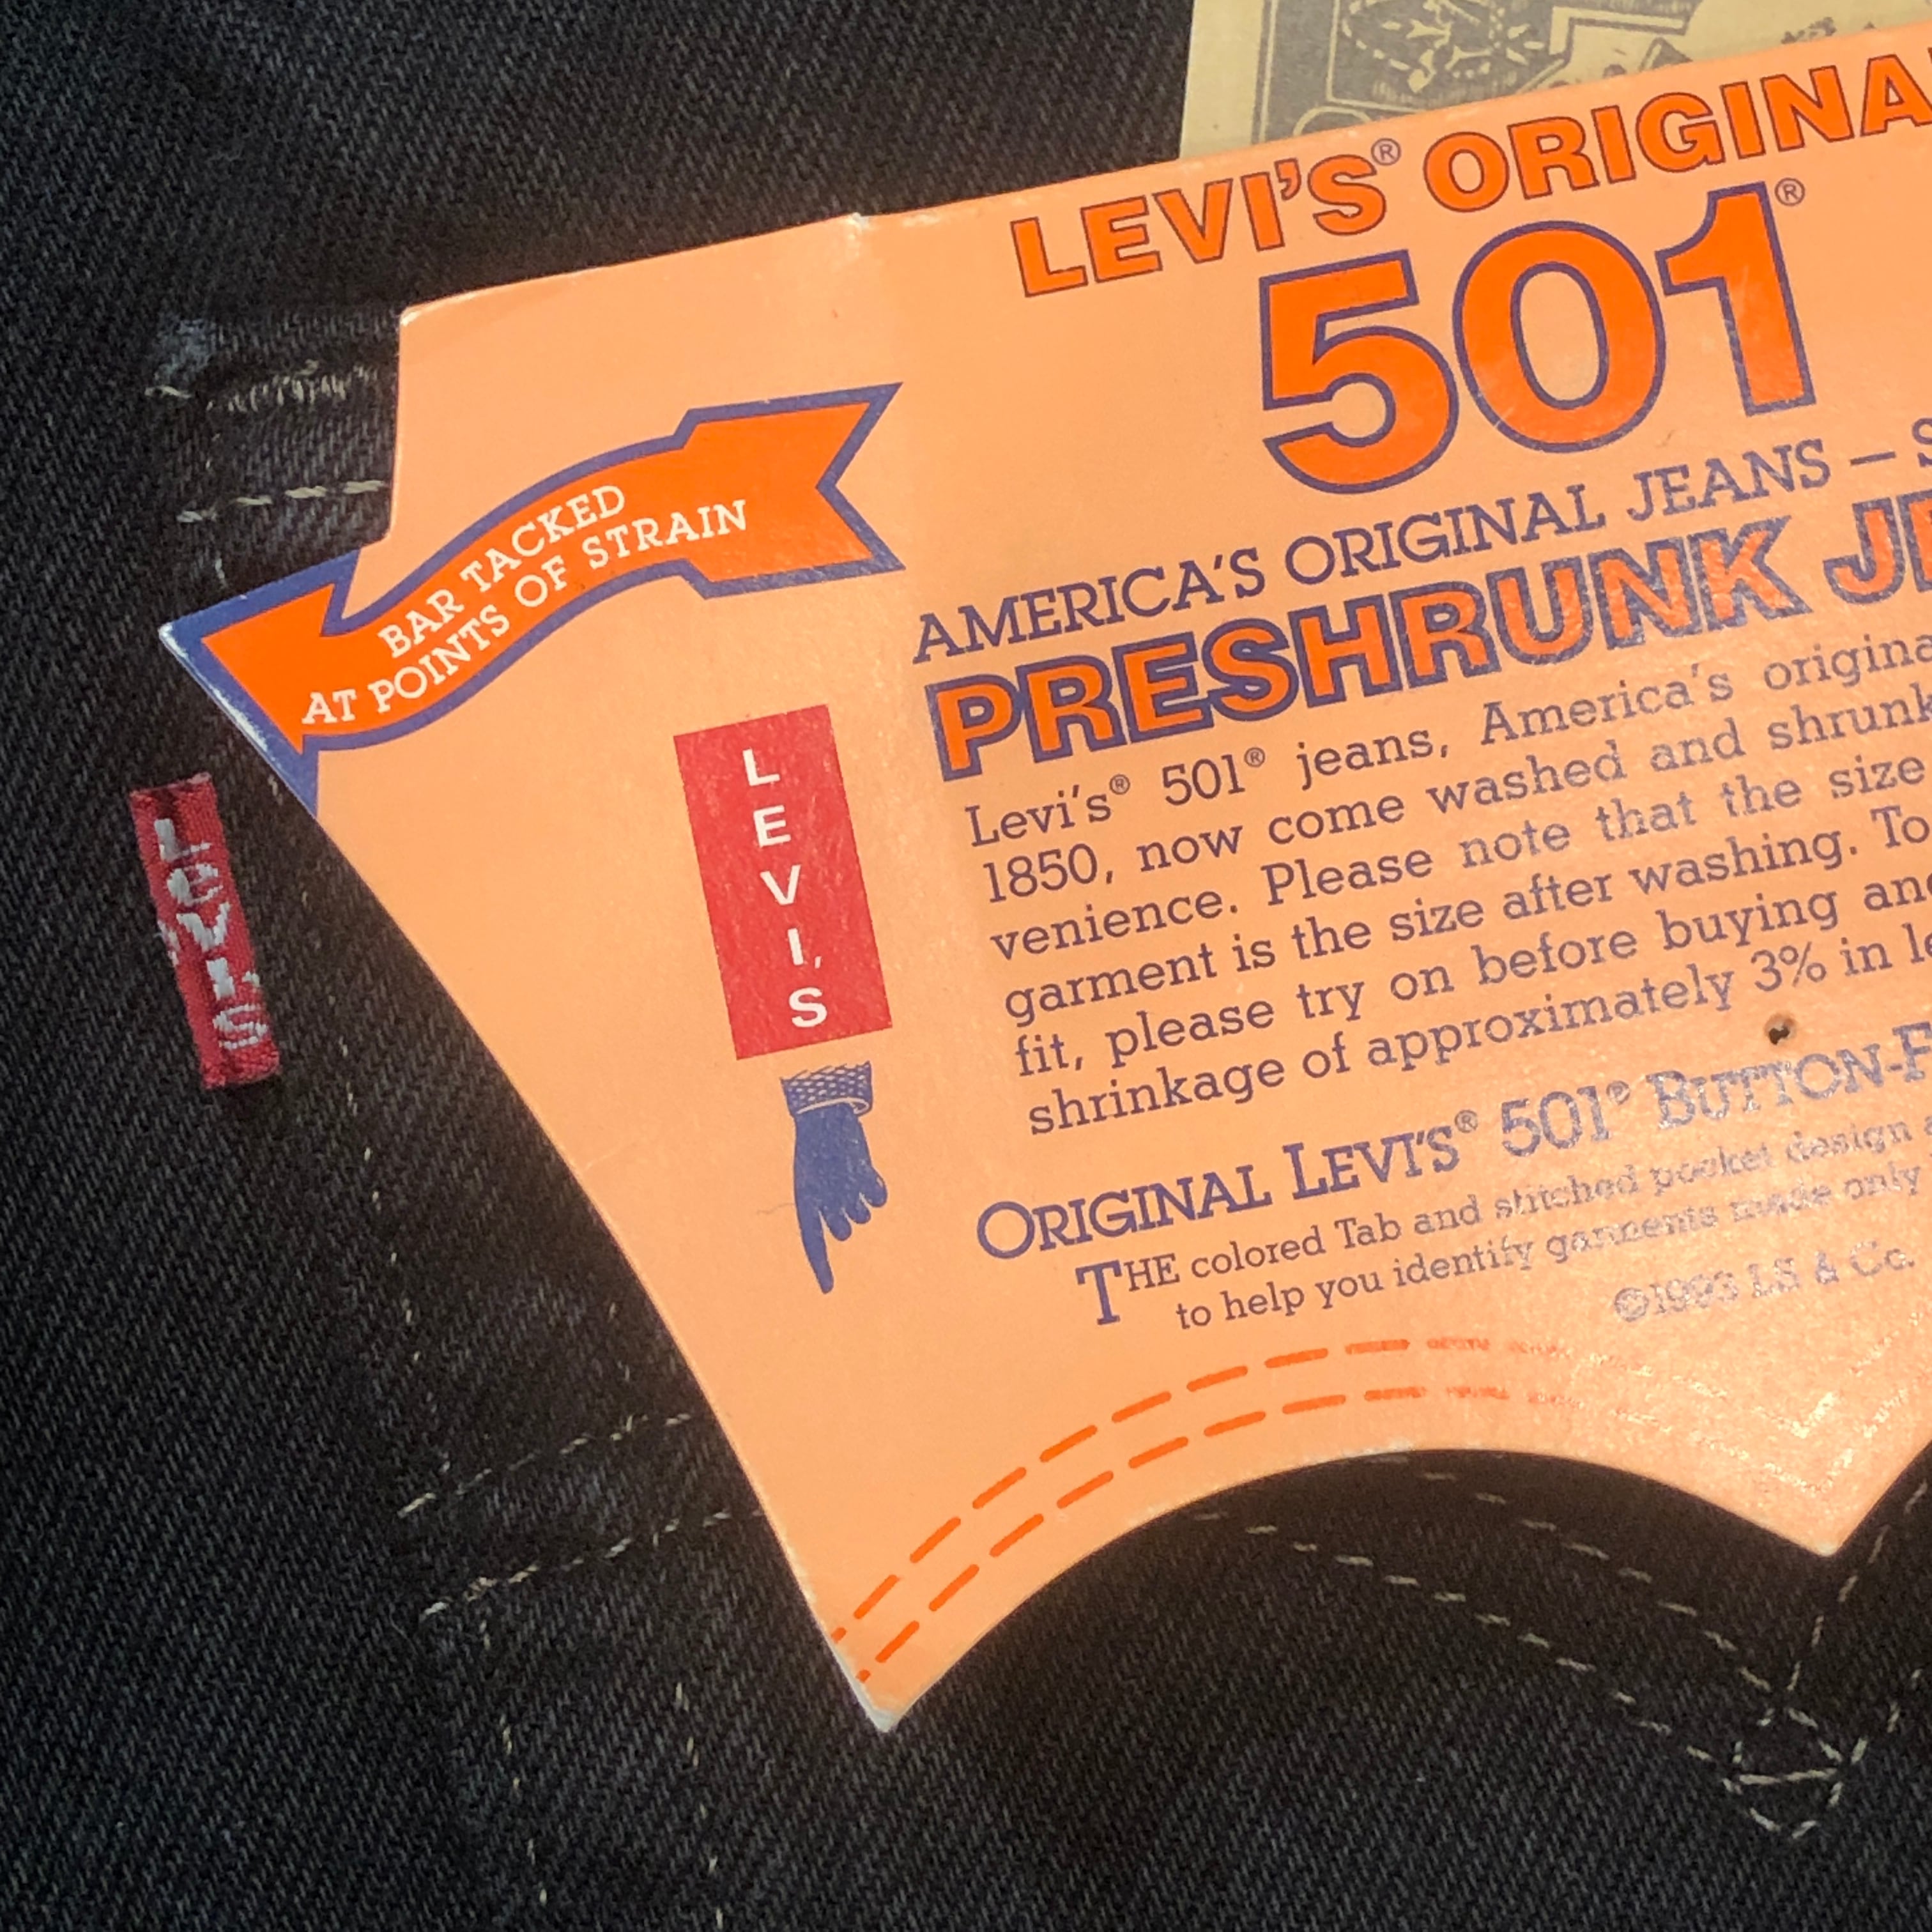 LEVI'S® ORIGINA
501®
AMERICA'S ORIGINAL JEANS – S
PRESHRUNK JE
BAR TACKED
AT POINTS OF STRAIN
LEVI'S
LeVI'S
Levi's® 501® jeans, America's origina
1850, now come washed and shrunk
venience. Please note that the size
garment is the size after washing. To
fit, please try on before buying and
shrinkage of approximately 3% in le
ORIGINAL LEVI'S® 501® BUTTON-F
THE colored Tab and stitched pocket design a
to help you identify garments made only
©1993 LS & Co.